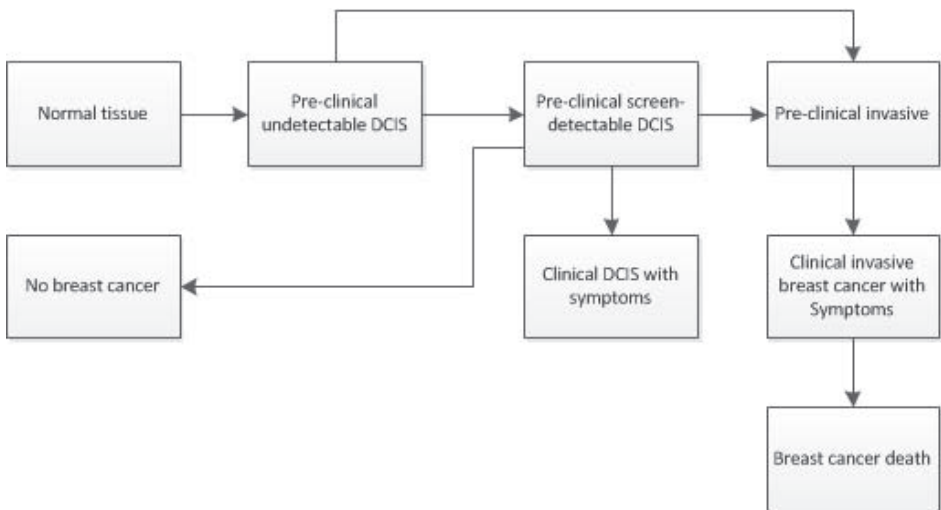 Normal tissue
Pre-clinical
undetectable DCIS
Pre-clinical screen-
detectable DCIS
Pre-clinical invasive
No breast cancer
Clinical DCIS with
symptoms
Clinical invasive
breast cancer with
Symptoms
Breast cancer death